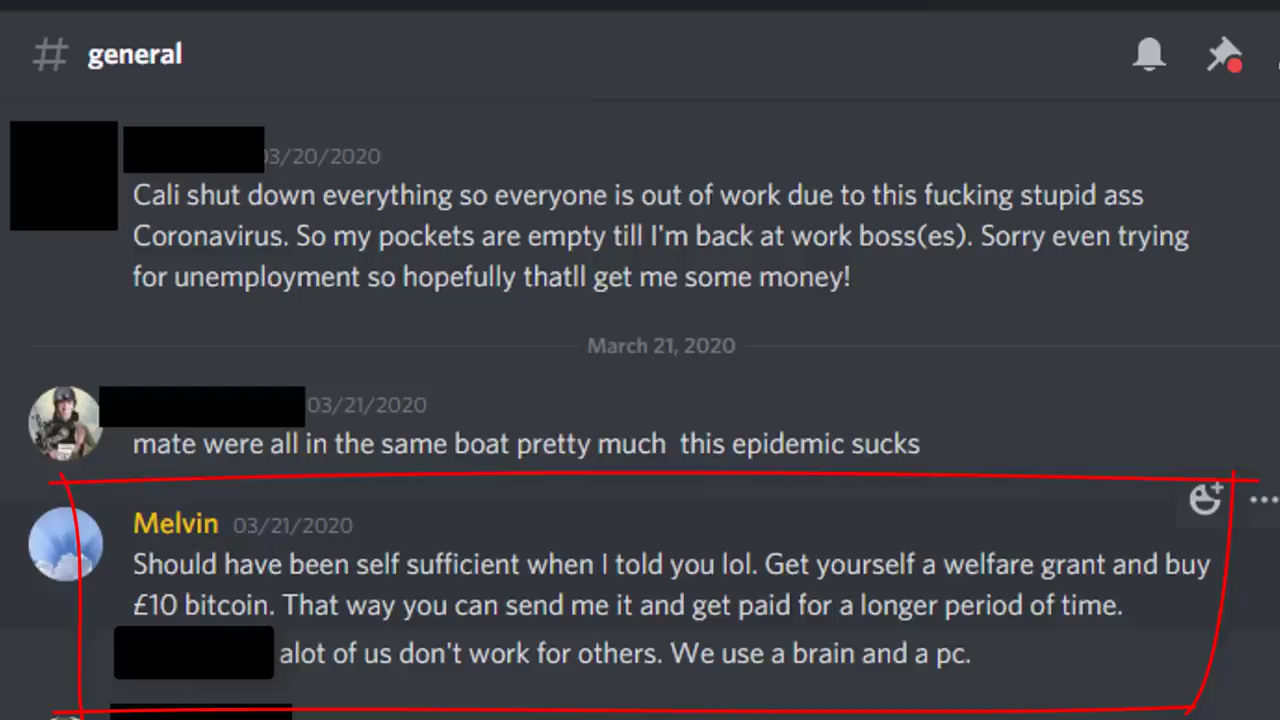 # general
03/20/2020
Cali shut down everything so everyone is out of work due to this fucking stupid ass
Coronavirus. So my pockets are empty till I'm back at work boss(es). Sorry even trying
for unemployment so hopefully thatll get me some money!
March 21, 2020
03/21/2020
mate were all in the same boat pretty much this epidemic sucks
Melvin 03/21/2020
Should have been self sufficient when I told you lol. Get yourself a welfare grant and buy
£10 bitcoin. That way you can send me it and get paid for a longer period of time.
alot of us don't work for others. We use a brain and a pc.